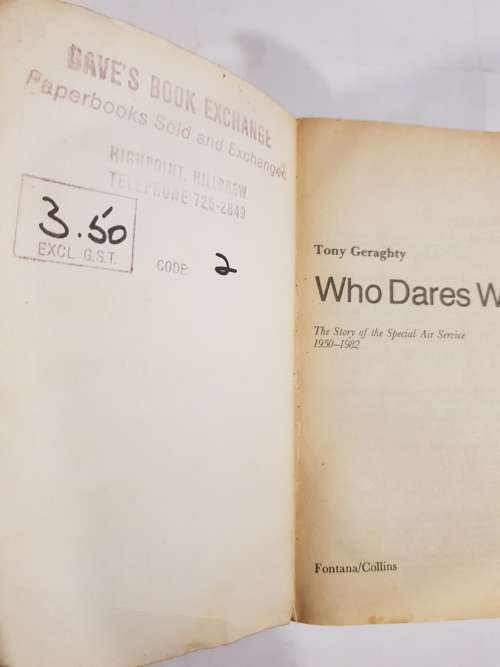 DAVE'S BOOK EXCHANGE
Paperbooks Sold and Exchanged
HIGHPOINT, HILLBROW
TELEPHONE 725-2849
3.50
EXCL. G.S.T.
CODE 2
Tony Geraghty
Who Dares W
The Story of the Special Air Service
1950–1982
Fontana/Collins